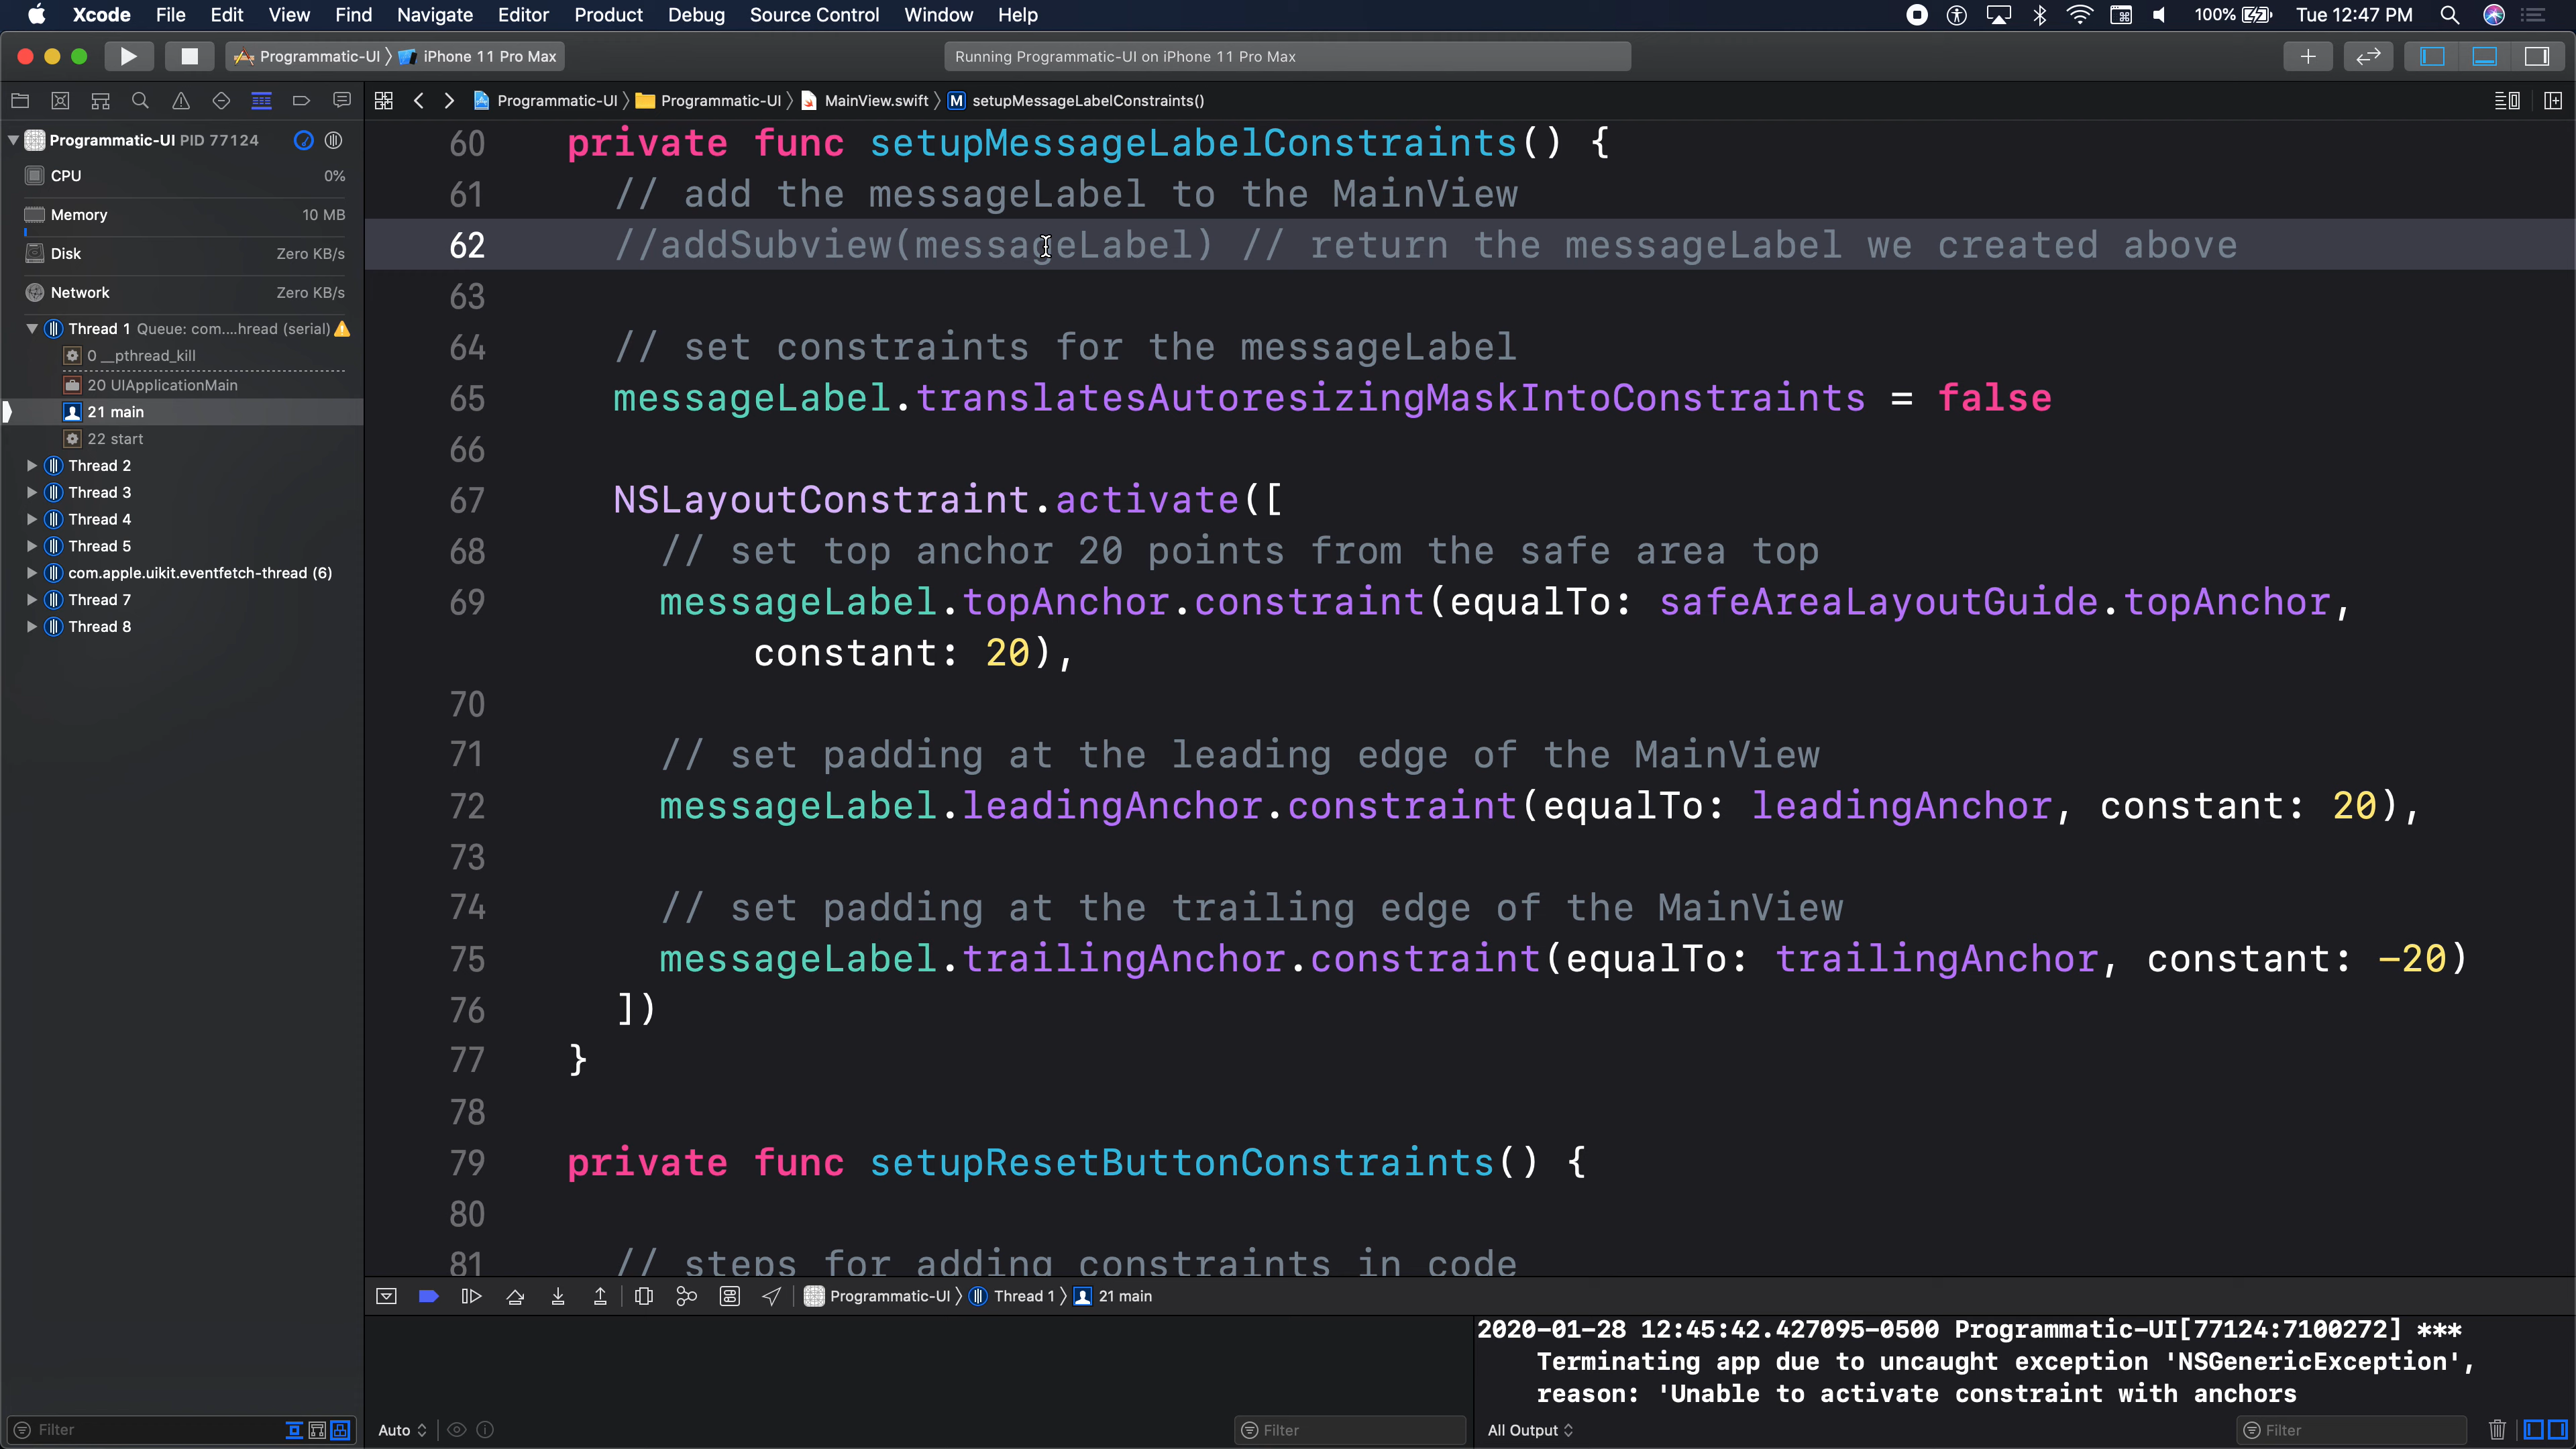 Xcode File Edit View Find Navigate Editor Product Debug Source Control Window Help 100% Tue 12:47 PM
Programmatic-UI iPhone 11 Pro Max Running Programmatic-UI on iPhone 11 Pro Max
Programmatic-UI Programmatic-UI MainView.swift M setupMessageLabelConstraints()
Programmatic-UI PID 77124
CPU 0%
Memory 10 MB
Disk Zero KB/s
Network Zero KB/s
Thread 1 Queue: com....hread (serial)
0 __pthread_kill
20 UIApplicationMain
21 main
22 start
Thread 2
Thread 3
Thread 4
Thread 5
com.apple.uikit.eventfetch-thread (6)
Thread 7
Thread 8
60 private func setupMessageLabelConstraints() {
61 // add the messageLabel to the MainView
62 //addSubview(messageLabel) // return the messageLabel we created above
63
64 // set constraints for the messageLabel
65 messageLabel.translatesAutoresizingMaskIntoConstraints = false
66
67 NSLayoutConstraint.activate([
68 // set top anchor 20 points from the safe area top
69 messageLabel.topAnchor.constraint(equalTo: safeAreaLayoutGuide.topAnchor,
constant: 20),
70
71 // set padding at the leading edge of the MainView
72 messageLabel.leadingAnchor.constraint(equalTo: leadingAnchor, constant: 20),
73
74 // set padding at the trailing edge of the MainView
75 messageLabel.trailingAnchor.constraint(equalTo: trailingAnchor, constant: -20)
76 ])
77 }
78
79 private func setupResetButtonConstraints() {
80
81 // steps for adding constraints in code
Programmatic-UI Thread 1 21 main
2020-01-28 12:45:42.427095-0500 Programmatic-UI[77124:7100272] ***
Terminating app due to uncaught exception 'NSGenericException',
reason: 'Unable to activate constraint with anchors
Filter Auto Filter All Output Filter